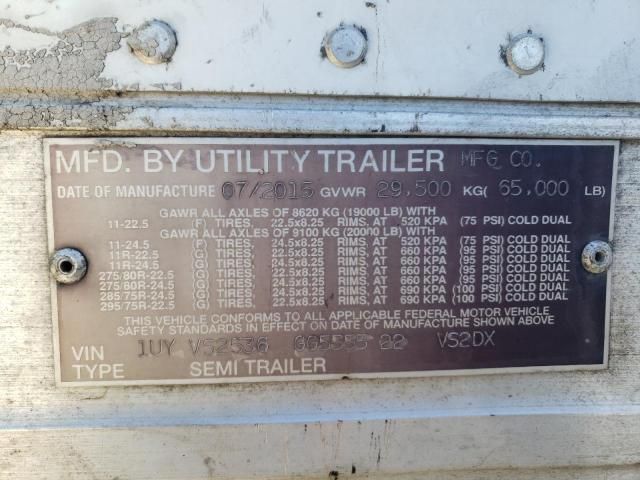 MFD. BY UTILITY TRAILER MFG CO.
DATE OF MANUFACTURE 07/2015 GVWR 29,500 KG( 65,000 LB)
GAWR ALL AXLES OF 8620 KG (19000 LB) WITH
11-22.5 (F) TIRES, 22.5x8.25 RIMS, AT 520 KPA (75 PSI) COLD DUAL
GAWR ALL AXLES OF 9100 KG (20000 LB) WITH
11-24.5 (F) TIRES, 24.5x8.25 RIMS, AT 520 KPA (75 PSI) COLD DUAL
11R-22.5 (G) TIRES, 22.5x8.25 RIMS, AT 660 KPA (95 PSI) COLD DUAL
11R-24.5 (G) TIRES, 24.5x8.25 RIMS, AT 660 KPA (95 PSI) COLD DUAL
275/80R-22.5 (G) TIRES, 22.5x8.25 RIMS, AT 660 KPA (95 PSI) COLD DUAL
275/80R-24.5 (G) TIRES, 24.5x8.25 RIMS, AT 660 KPA (95 PSI) COLD DUAL
285/75R-24.5 (G) TIRES, 24.5x8.25 RIMS, AT 690 KPA (100 PSI) COLD DUAL
295/75R-22.5 (G) TIRES, 22.5x8.25 RIMS, AT 690 KPA (100 PSI) COLD DUAL
THIS VEHICLE CONFORMS TO ALL APPLICABLE FEDERAL MOTOR VEHICLE
SAFETY STANDARDS IN EFFECT ON DATE OF MANUFACTURE SHOWN ABOVE
VIN 1UY VS2536 GG5555 22 VS2DX
TYPE SEMI TRAILER